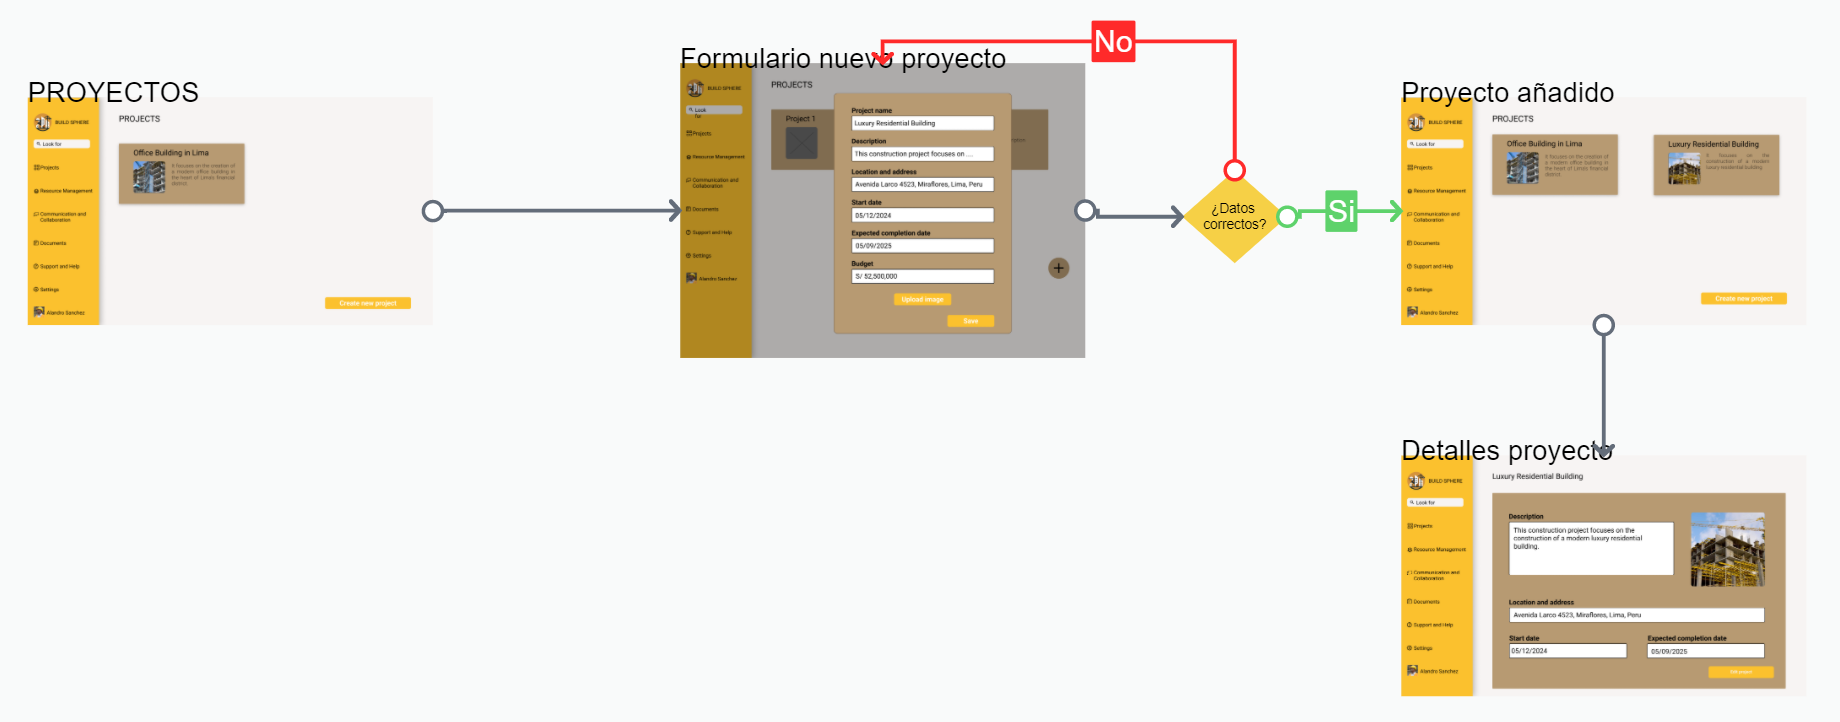 PROYECTOS
BUILD SPHERE
Look for
Projects
Resource Management
Communication and
Collaboration
Documents
Support and Help
Settings
Alendro Sanchez
PROJECTS
Office Building in Lima
It focuses on the creation of
a modern office building in
the heart of Lima's financial
district
Create new project
Formulario nuevo proyecto
BUILD SPHERE
Look
for
Projects
Resource Management
Communication and
Collaboration
Documents
Support and Help
Settings
Alendro Sanchez
PROJECTS
Project 1
Project name
Luxury Residential Building
Description
This construction project focuses on ...
Location and address
Avenida Larco 4523, Miraflores, Lima, Peru
Start date
05/12/2024
Expected completion date
05/09/2025
Budget
S/ 52,500,000
Upload image
Save
+
No
¿Datos
correctos?
Si
Proyecto añadido
BUILD SPHERE
Look for
Projects
Resource Management
Communication and
Collaboration
Documents
Support and Help
Settings
Alendro Sanchez
PROJECTS
Office Building in Lima
It focuses on the creation of
a modern office building in
the heart of Lima's financial
district
Luxury Residential Building
It focuses on the
construction of a modern
luxury residential building
Create new project
Detalles proyecto
BUILD SPHERE
Look for
Projects
Resource Management
Communication and
Collaboration
Documents
Support and Help
Settings
Alendro Sanchez
Luxury Residential Building
Description
This construction project focuses on the
construction of a modern luxury residential
building.
Location and address
Avenida Larco 4523, Miraflores, Lima, Peru
Start date
05/12/2024
Expected completion date
05/09/2025